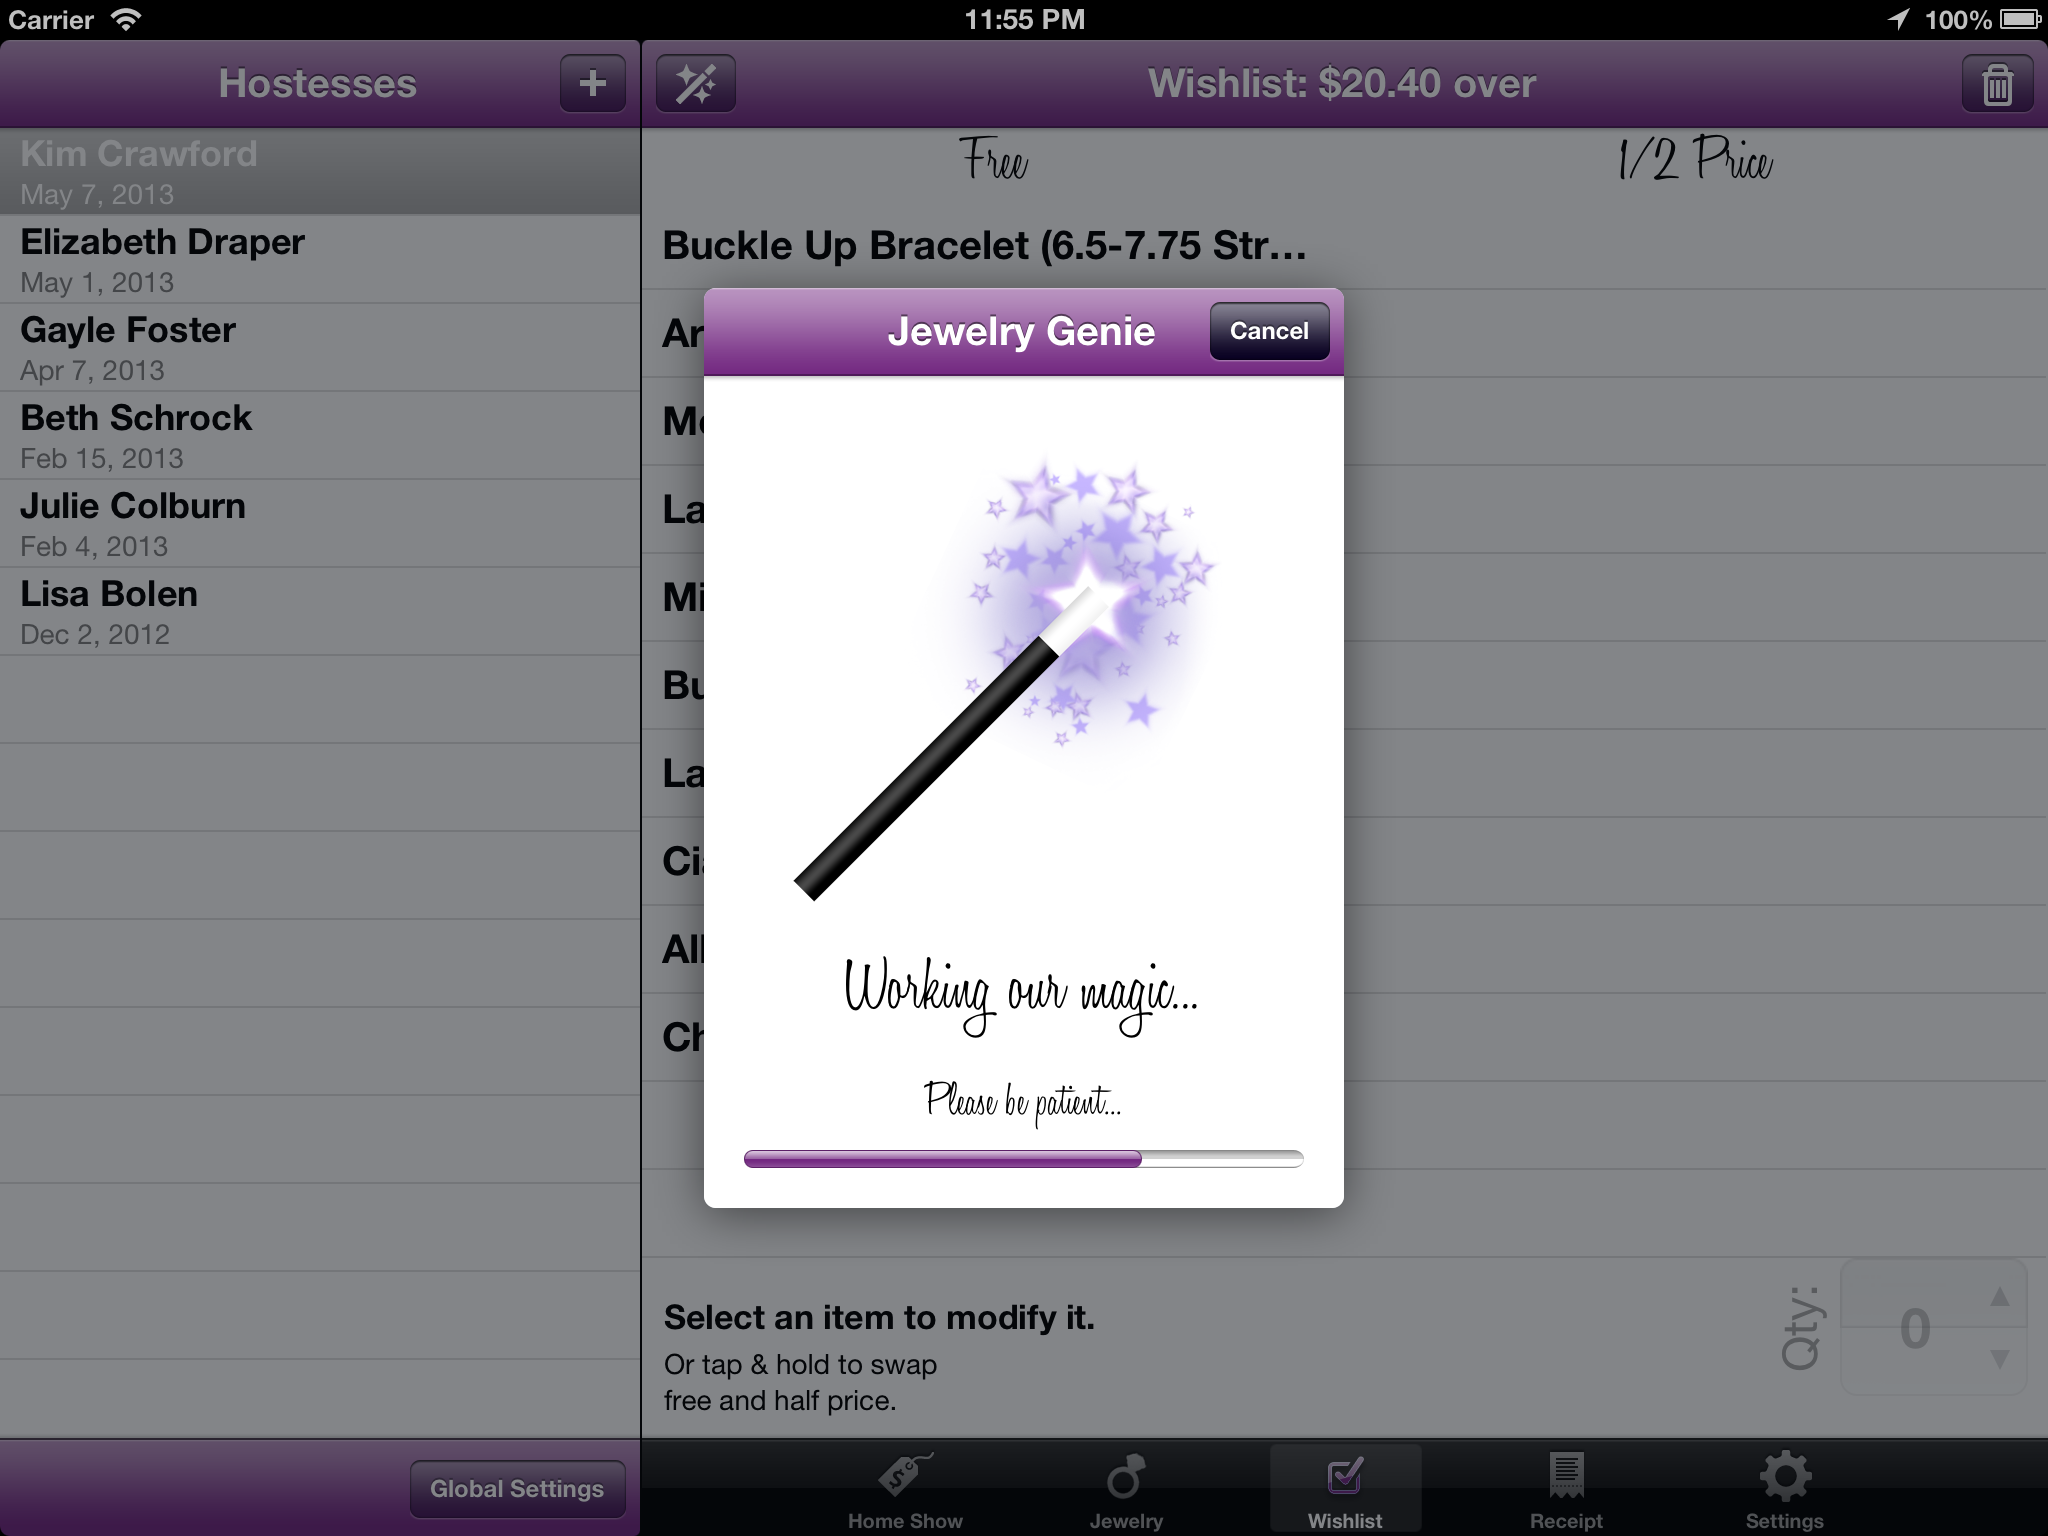 Carrier
11:55 PM
100%
Hostesses
+
Wishlist: $20.40 over
Kim Crawford
May 7, 2013
Elizabeth Draper
May 1, 2013
Gayle Foster
Apr 7, 2013
Beth Schrock
Feb 15, 2013
Julie Colburn
Feb 4, 2013
Lisa Bolen
Dec 2, 2012
Global Settings
Free
1/2 Price
Buckle Up Bracelet (6.5-7.75 Str...
La
Bu
La
All
Ch
Jewelry Genie
Cancel
Working our magic...
Please be patient...
Select an item to modify it.
Or tap & hold to swap
free and half price.
Qty:
0
Home Show
Jewelry
Wishlist
Receipt
Settings